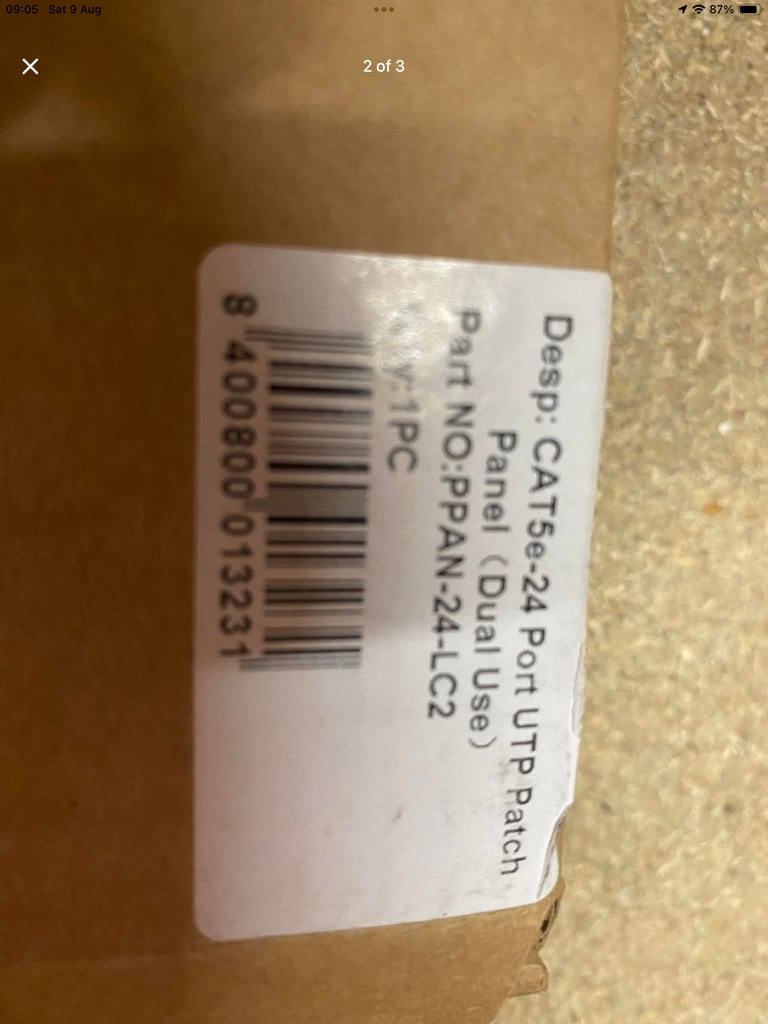 09:05 Sat 9 Aug
87%
2 of 3
Desp: CAT5e-24 Port UTP Patch
Panel (Dual Use)
Part NO:PPAN-24-LC2
1PC
8 400800 013231